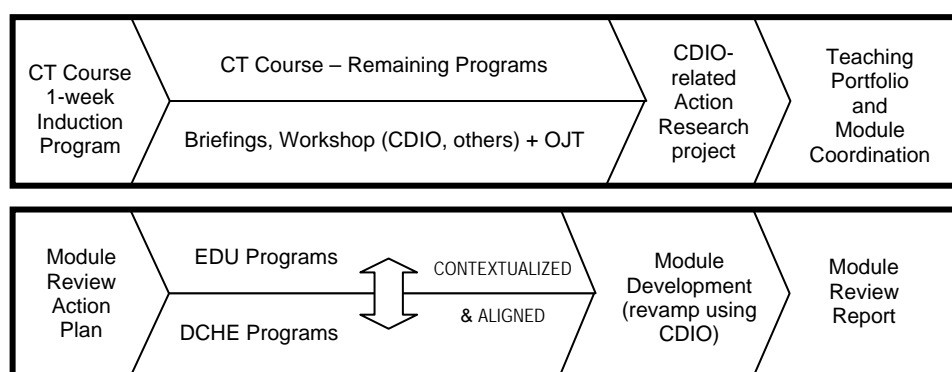 CT Course
1-week
Induction
Program
CT Course – Remaining Programs
Briefings, Workshop (CDIO, others) + OJT
CDIO-
related
Action
Research
project
Teaching
Portfolio
and
Module
Coordination
Module
Review
Action
Plan
EDU Programs
DCHE Programs
CONTEXTUALIZED
& ALIGNED
Module
Development
(revamp using
CDIO)
Module
Review
Report